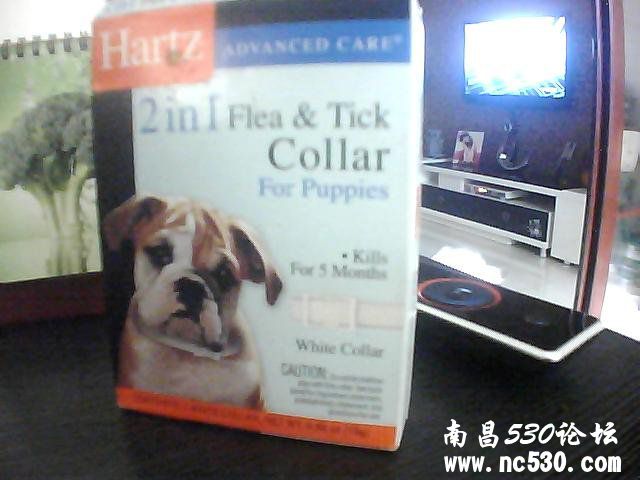 Hartz
ADVANCED CARE®
2 in 1 Flea & Tick
Collar
For Puppies
• Kills
For 5 Months
White Collar
CAUTION:
南昌530论坛
www.nc530.com